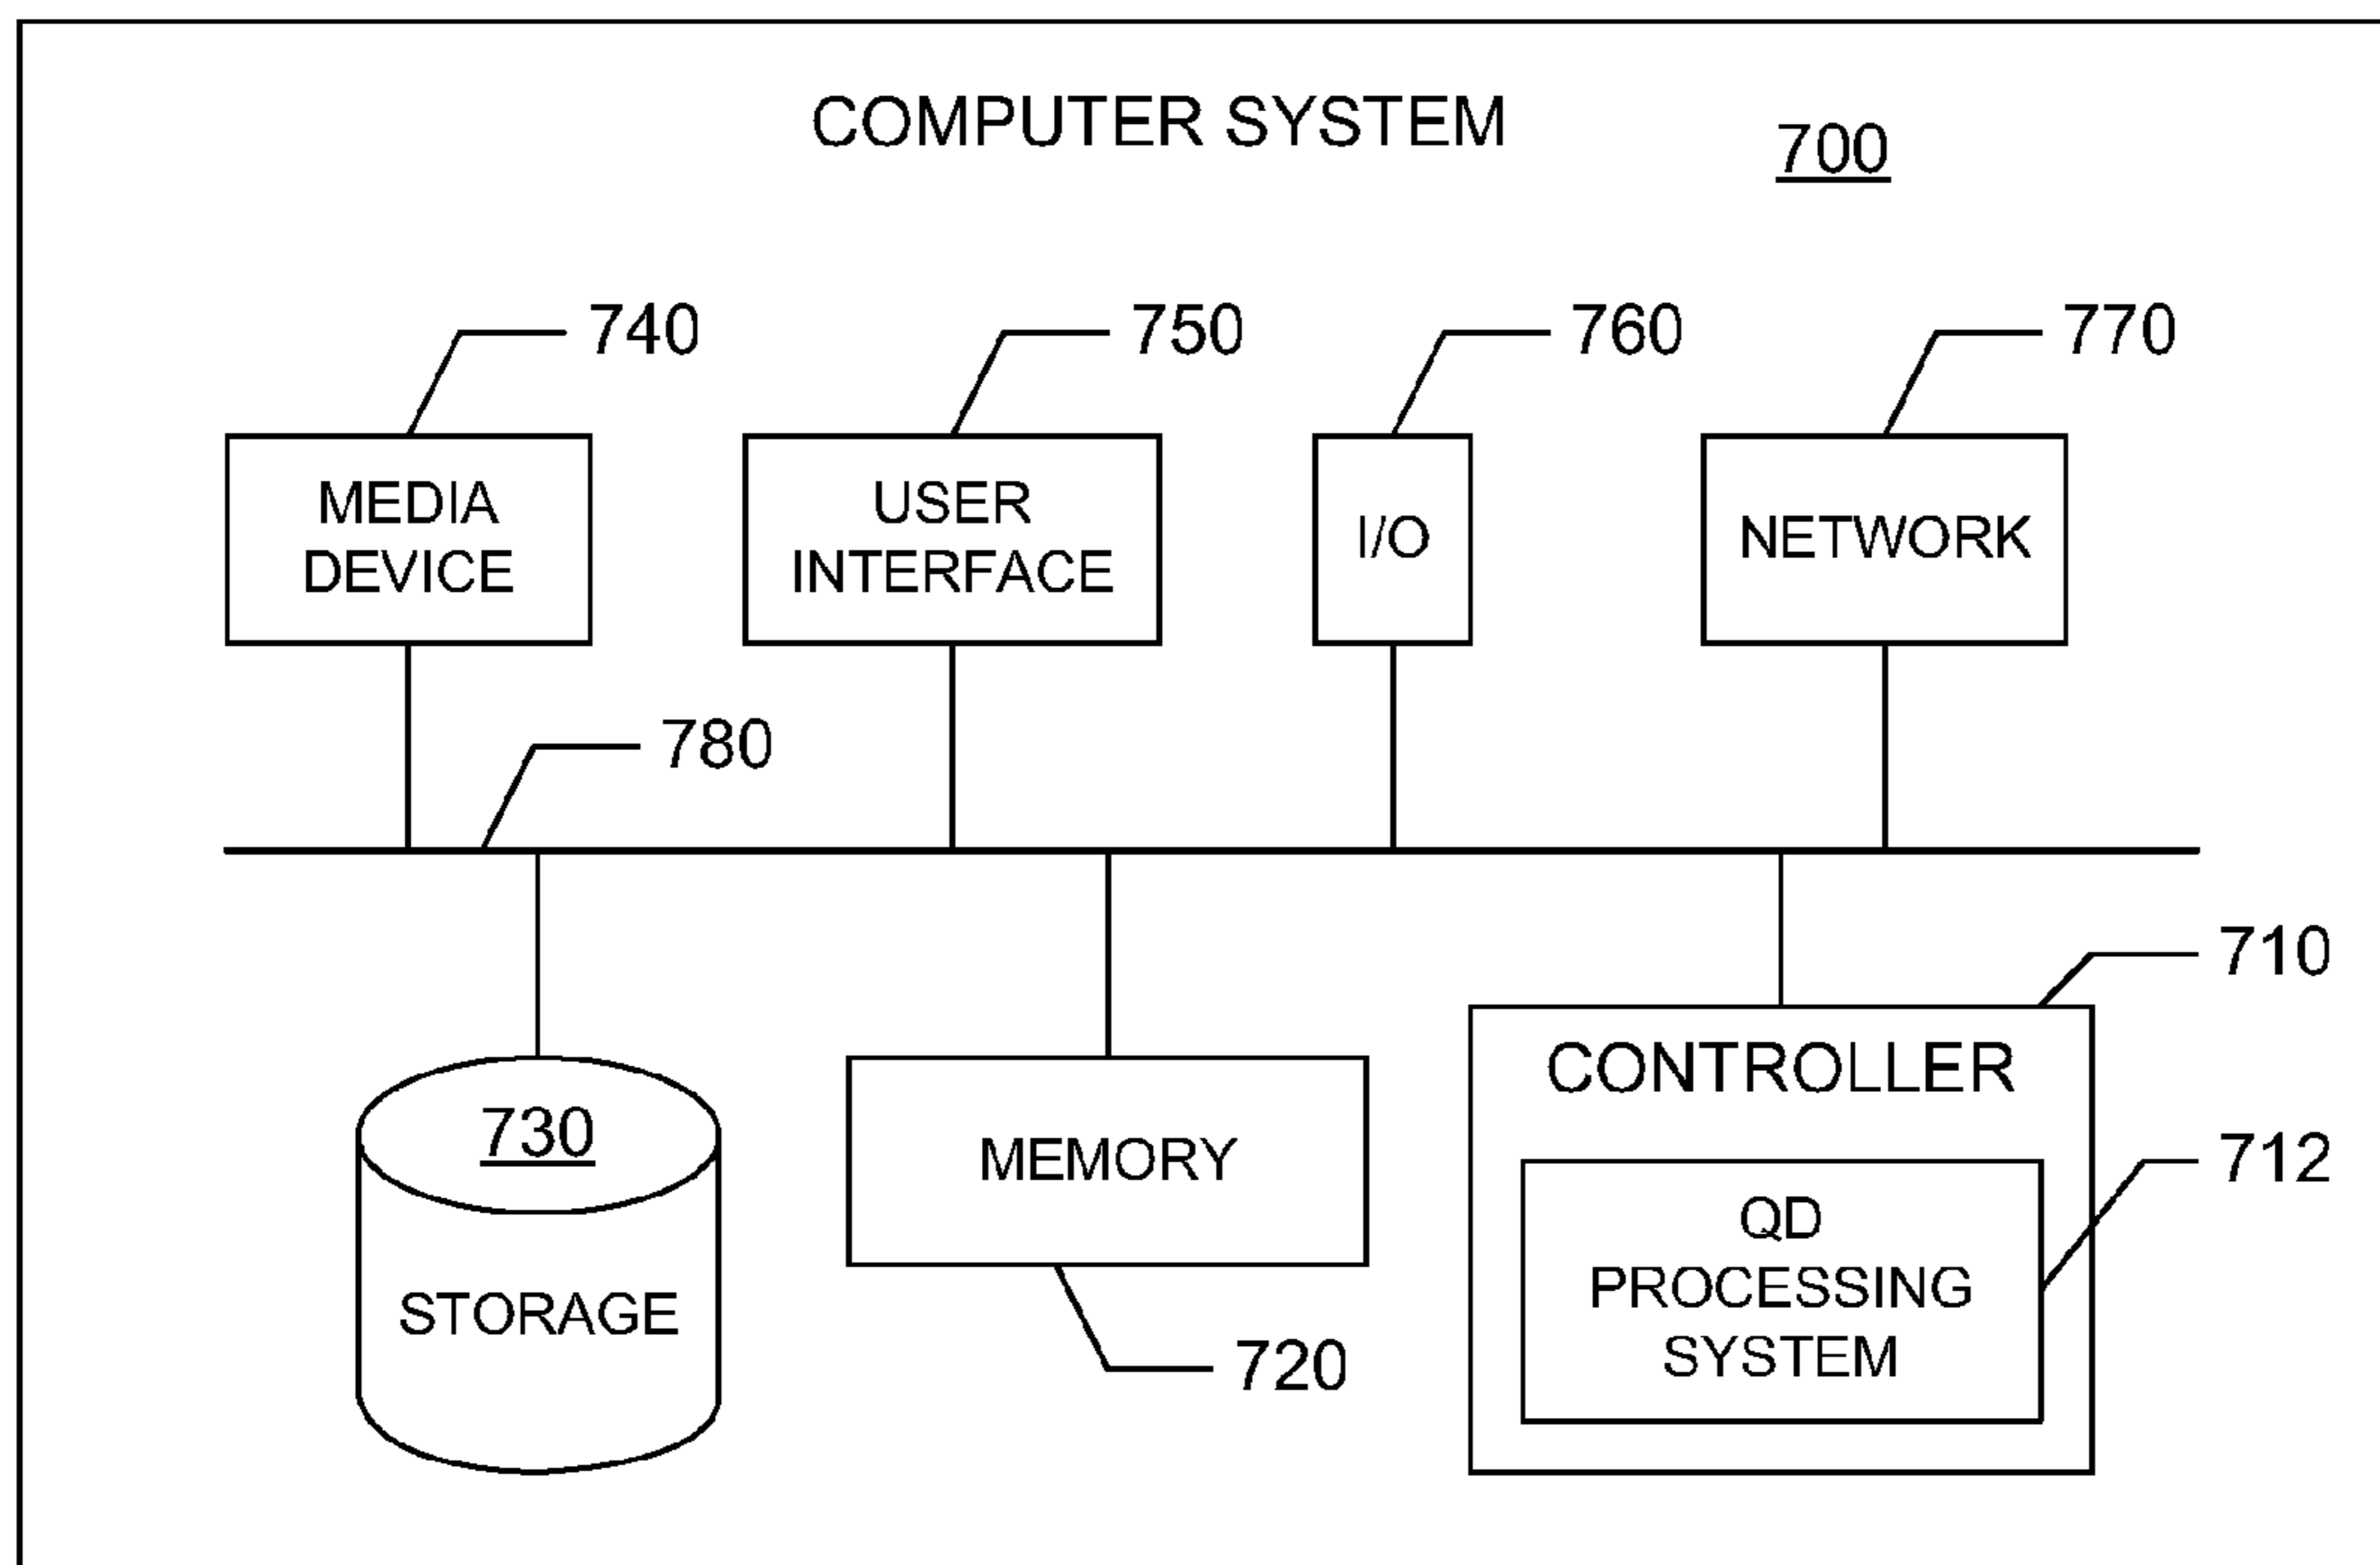 COMPUTER SYSTEM
700
740
750
760
770
MEDIA
DEVICE
USER
INTERFACE
I/O
NETWORK
780
710
CONTROLLER
730
STORAGE
MEMORY
720
712
QD
PROCESSING
SYSTEM